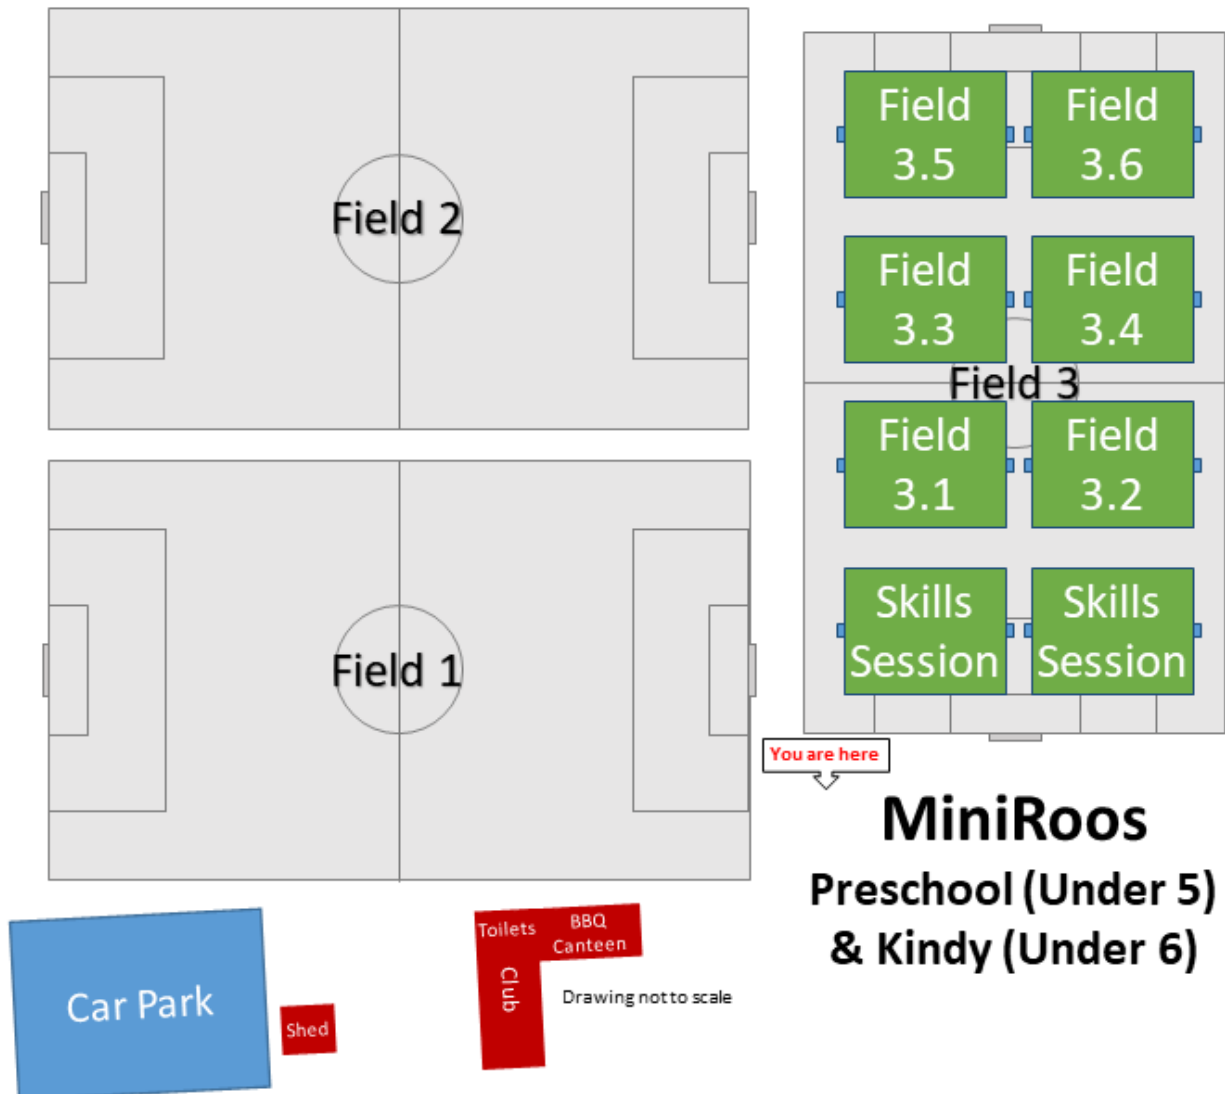 Field 2
Field
3.5
Field
3.6
Field
3.3
Field
3.4
Field 3
Field
3.1
Field
3.2
Skills
Session
Skills
Session
Field 1
You are here
MiniRoos
Preschool (Under 5)
& Kindy (Under 6)
Car Park
Shed
Toilets
BBQ
Canteen
Club
Drawing not to scale